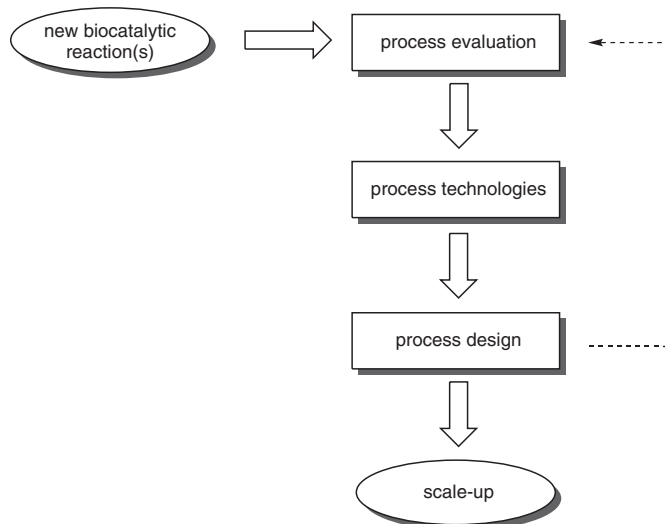 new biocatalytic
reaction(s)
process evaluation
process technologies
process design
scale-up